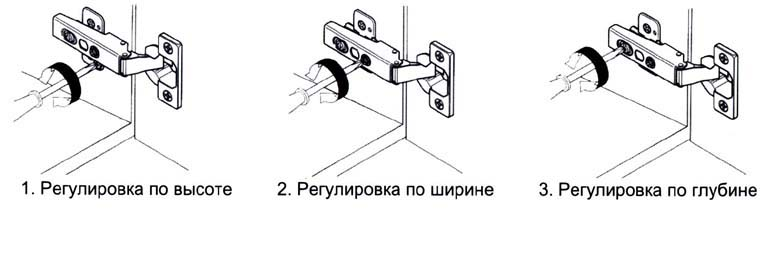 1. Регулировка по высоте
2. Регулировка по ширине
3. Регулировка по глубине